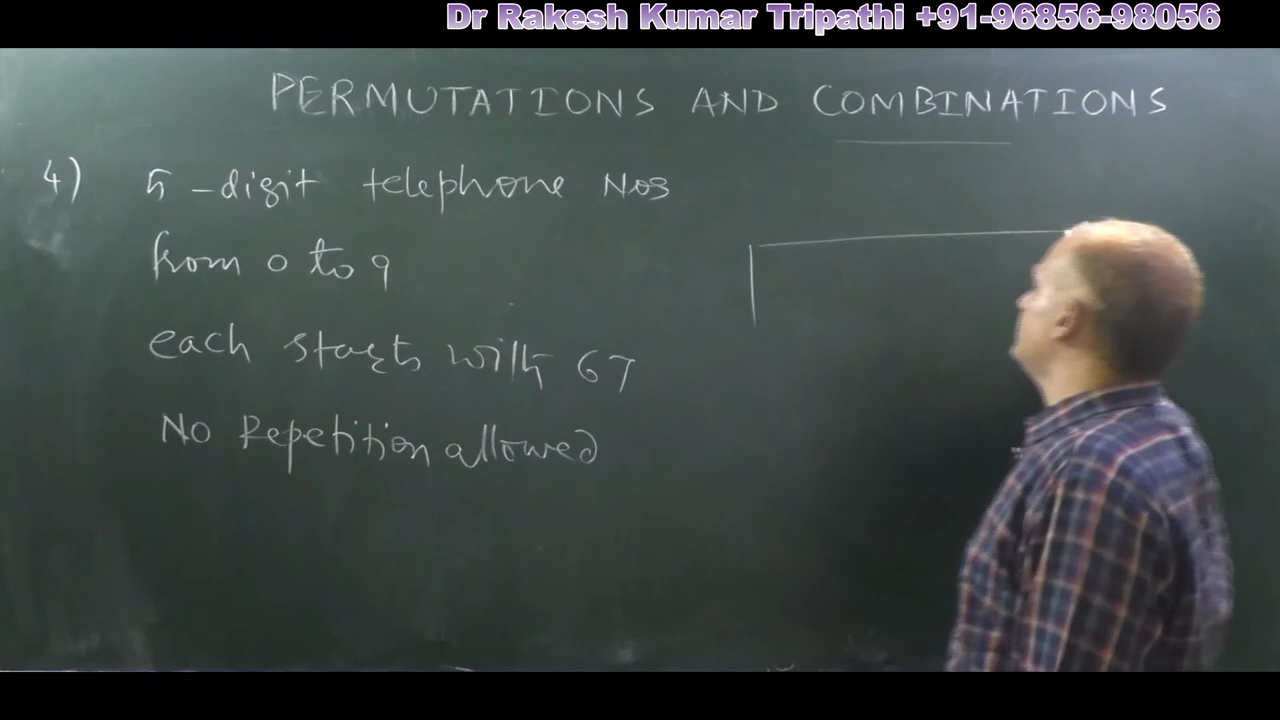 Dr Rakesh Kumar Tripathi +91-96856-98056
PERMUTATIONS AND COMBINATIONS
4) 5-digit telephone Nos
from 0 to 9
each starts with 67
No Repetition allowed